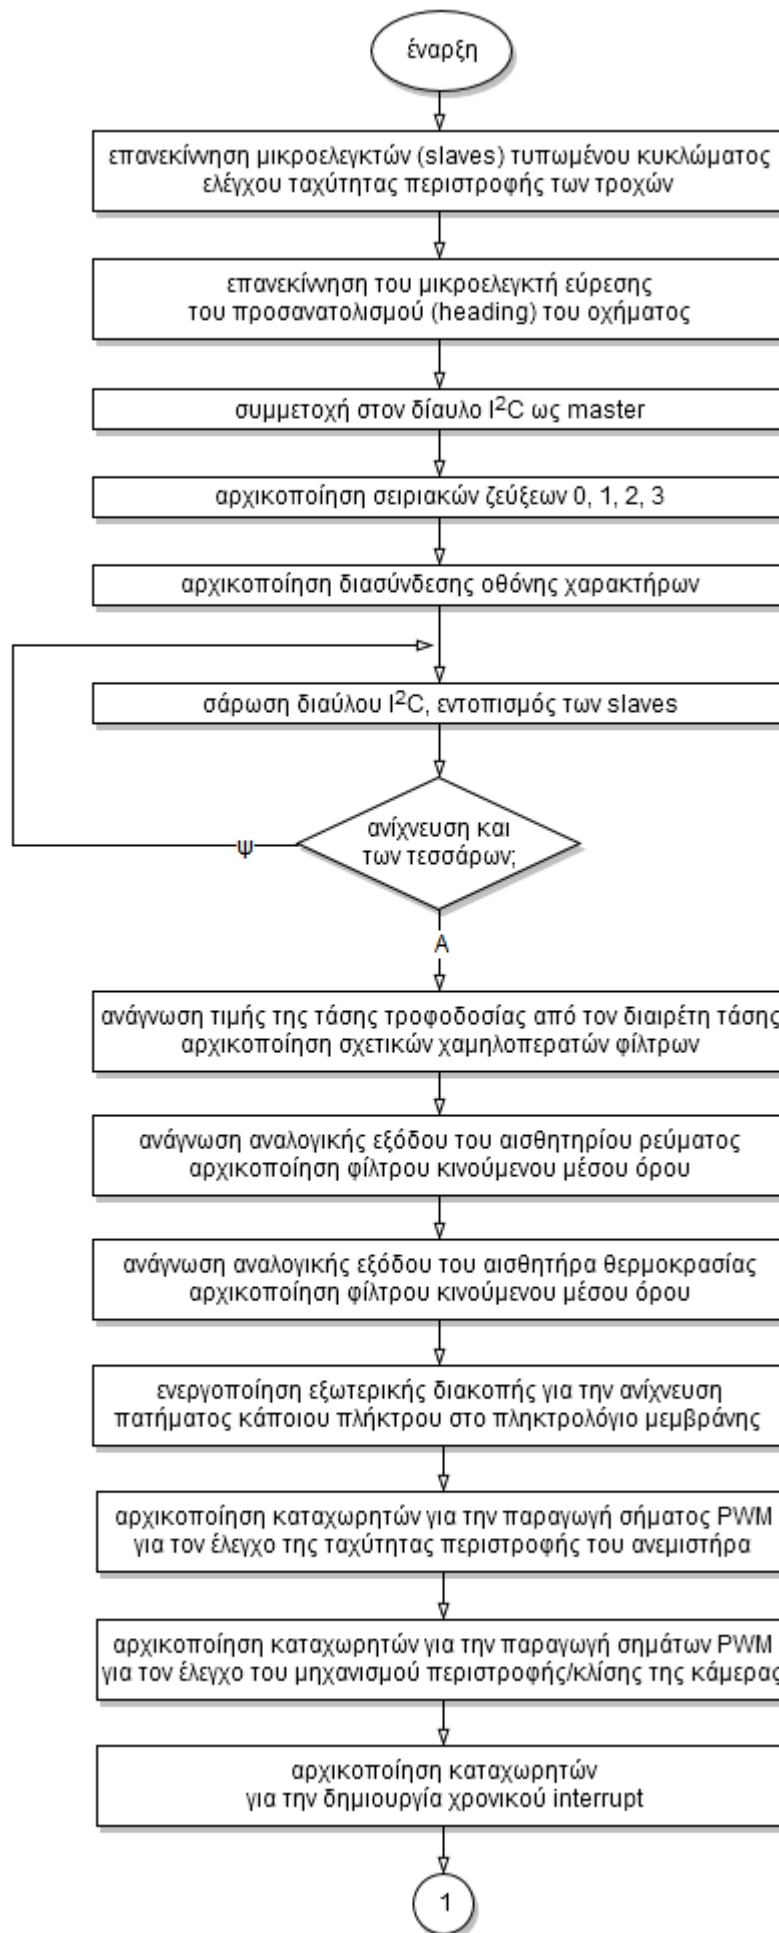 έναρξη
επανεκίννηση μικροελεγκτών (slaves) τυπωμένου κυκλώματος
ελέγχου ταχύτητας περιστροφής των τροχών
επανεκίννηση του μικροελεγκτή εύρεσης
του προσανατολισμού (heading) του οχήματος
συμμετοχή στον δίαυλο I²C ως master
αρχικοποίηση σειριακών ζεύξεων 0, 1, 2, 3
αρχικοποίηση διασύνδεσης οθόνης χαρακτήρων
σάρωση διαύλου I²C, εντοπισμός των slaves
ανίχνευση και
των τεσσάρων;
ψ
Α
ανάγνωση τιμής της τάσης τροφοδοσίας από τον διαιρέτη τάσης
αρχικοποίηση σχετικών χαμηλοπερατών φίλτρων
ανάγνωση αναλογικής εξόδου του αισθητηρίου ρεύματος
αρχικοποίηση φίλτρου κινούμενου μέσου όρου
ανάγνωση αναλογικής εξόδου του αισθητήρα θερμοκρασίας
αρχικοποίηση φίλτρου κινούμενου μέσου όρου
ενεργοποίηση εξωτερικής διακοπής για την ανίχνευση
πατήματος κάποιου πλήκτρου στο πληκτρολόγιο μεμβράνης
αρχικοποίηση καταχωρητών για την παραγωγή σήματος PWM
για τον έλεγχο της ταχύτητας περιστροφής του ανεμιστήρα
αρχικοποίηση καταχωρητών για την παραγωγή σημάτων PWM
για τον έλεγχο του μηχανισμού περιστροφής/κλίσης της κάμερας
αρχικοποίηση καταχωρητών
για την δημιουργία χρονικού interrupt
1